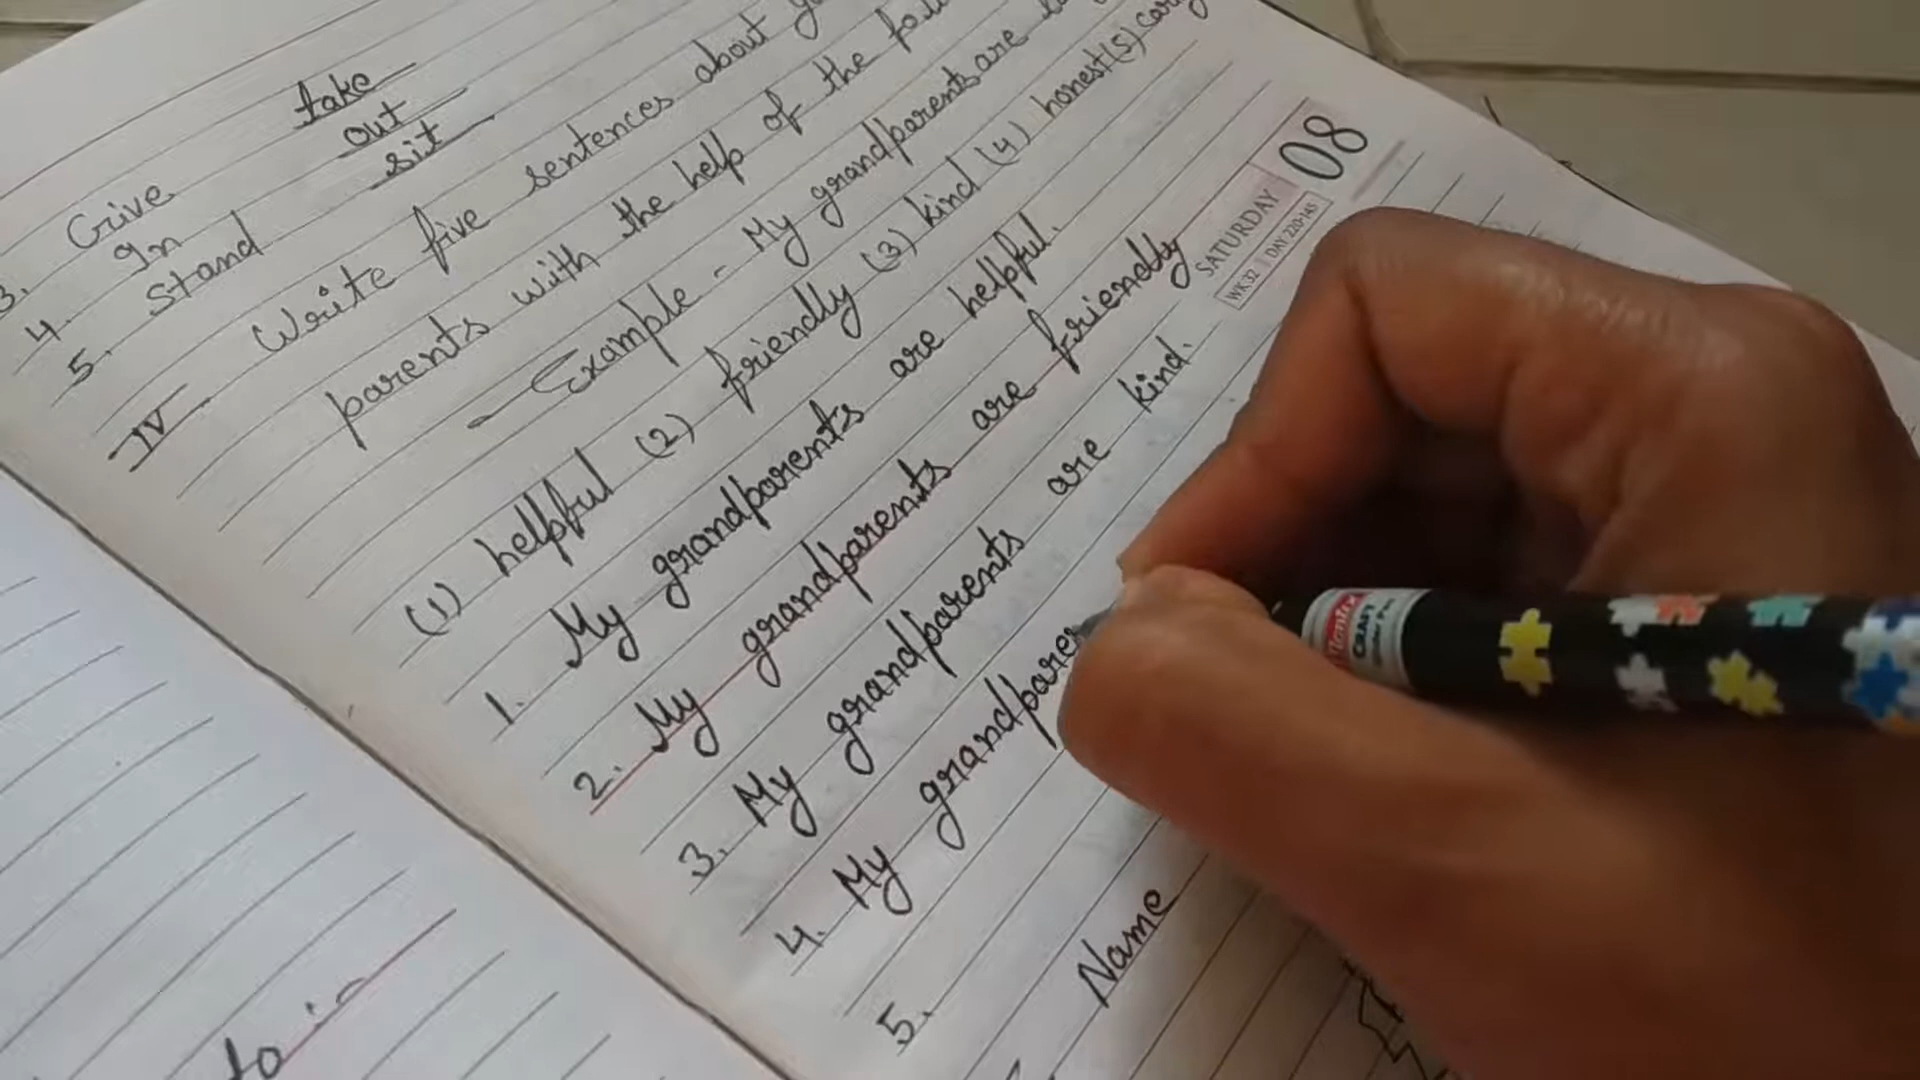 3. Give take
4. In out
5. Stand sit
IV. Write five sentences about
parents with the help of the
Example - My grandparents are
(1) helpful (2) friendly (3) kind (4) honest (5)
1. My grandparents are helpful.
2. My grandparents are friendly
3. My grandparents are kind.
4. My grandpare
5.
Name
08
SATURDAY
WK 32 | DAY 220-145